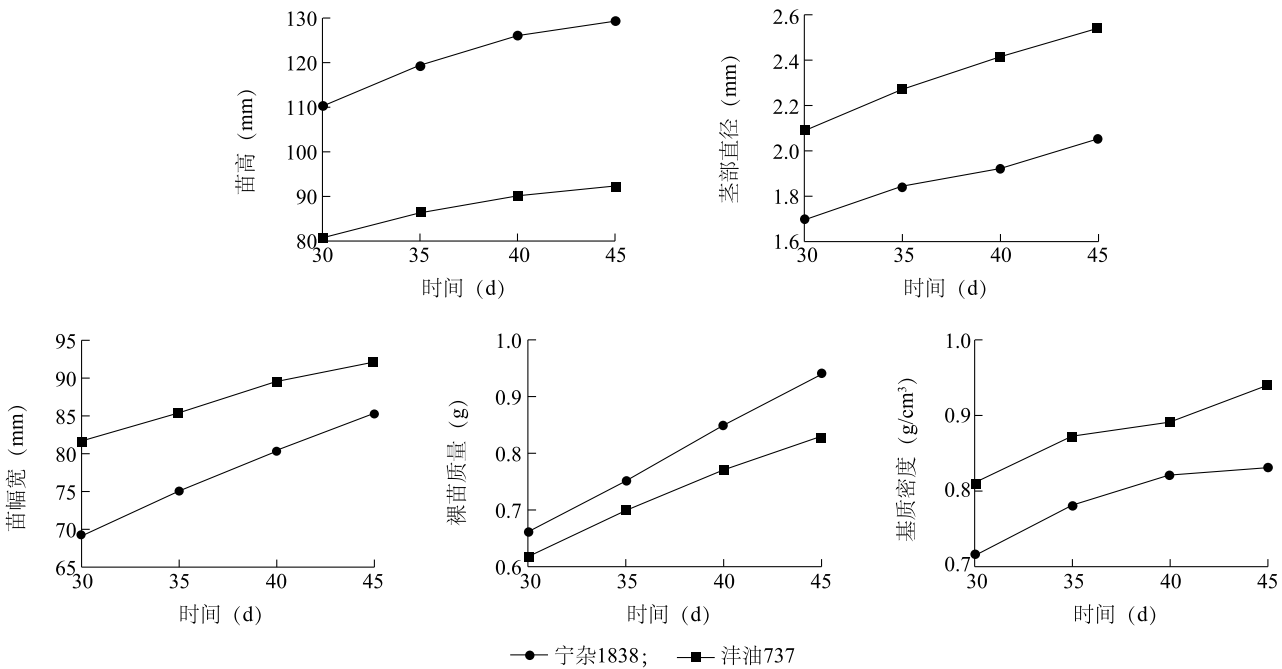 130
120
110
100
90
80
苗高（mm）
30 35 40 45
时间（d）
2.6
2.4
2.2
2.0
1.8
1.6
茎部直径（mm）
30 35 40 45
时间（d）
95
90
85
80
75
70
65
苗幅宽（mm）
30 35 40 45
时间（d）
1.0
0.9
0.8
0.7
0.6
裸苗质量（g）
30 35 40 45
时间（d）
1.0
0.9
0.8
0.7
基质密度（g/cm³）
30 35 40 45
时间（d）
宁杂1838； 沣油737